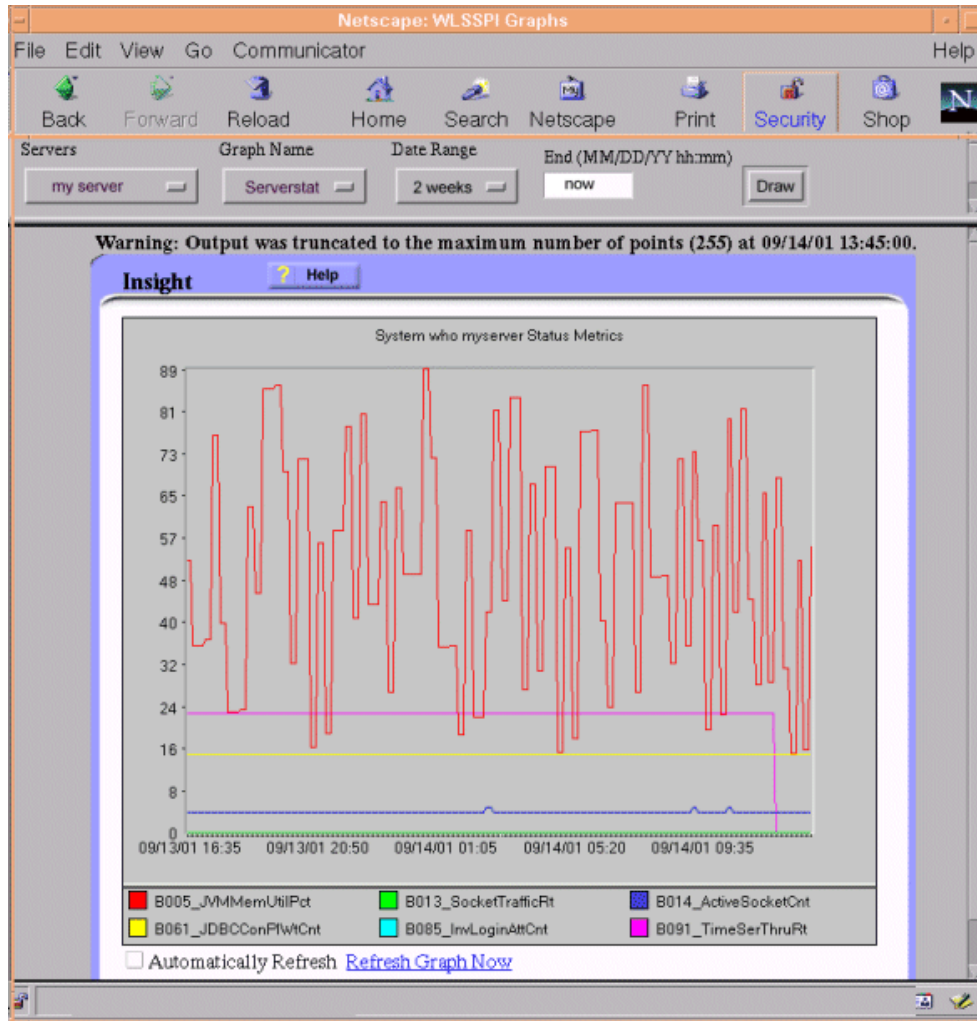 Netscape: WLSSPI Graphs
File Edit View Go Communicator Help
Back Forward Reload Home Search Netscape Print Security Shop N
Servers Graph Name Date Range End (MM/DD/YY hh:mm)
my server Serverstat 2 weeks now Draw
Warning: Output was truncated to the maximum number of points (255) at 09/14/01 13:45:00.
Insight ? Help
System who myserver Status Metrics
89
81
73
65
57
48
40
32
24
16
8
0
09/13/01 16:35 09/13/01 20:50 09/14/01 01:05 09/14/01 05:20 09/14/01 09:35
B005_JVMMemUtilPct B013_SocketTrafficRt B014_ActiveSocketCnt
B061_JDBCConPlWtCnt B085_InvLoginAttCnt B091_TimeSerThruRt
Automatically Refresh Refresh Graph Now